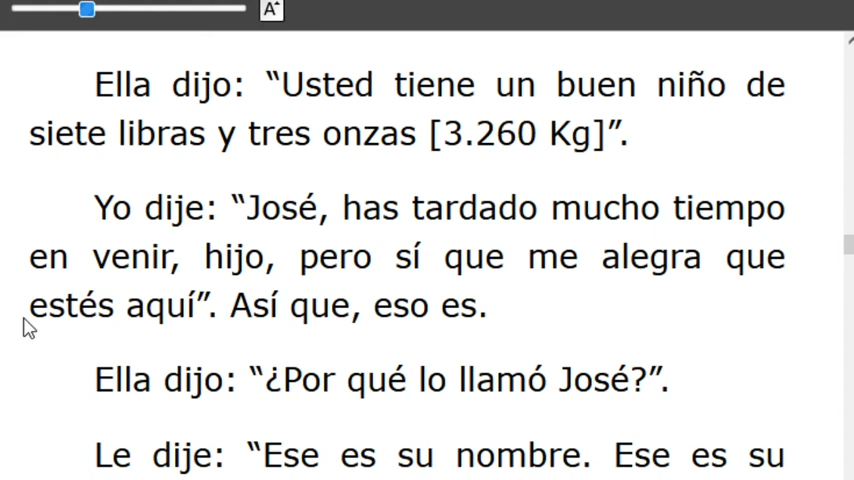 A
Ella dijo: “Usted tiene un buen niño de
siete libras y tres onzas [3.260 Kg]”.
Yo dije: “José, has tardado mucho tiempo
en venir, hijo, pero sí que me alegra que
estés aquí”. Así que, eso es.
Ella dijo: “¿Por qué lo llamó José?”.
Le dije: “Ese es su nombre. Ese es su